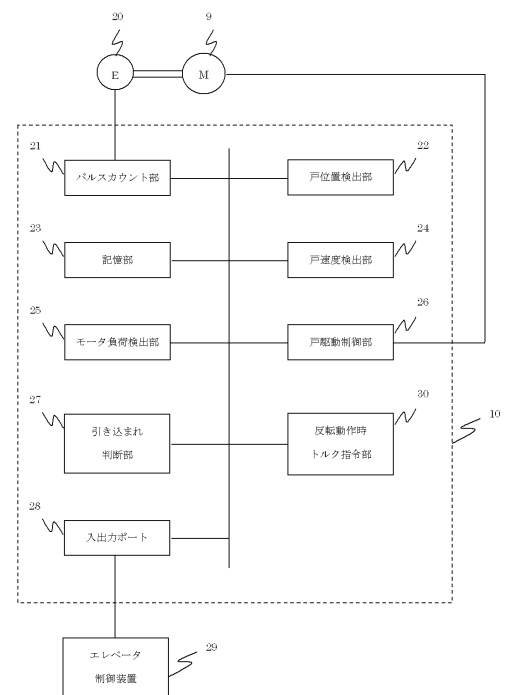 20
9
E
M
21
パルスカウント部
22
戸位置検出部
23
記憶部
24
戸速度検出部
25
モータ負荷検出部
26
戸駆動制御部
27
引き込まれ
判断部
30
反転動作時
トルク指令部
10
28
入出力ポート
29
エレベータ
制御装置